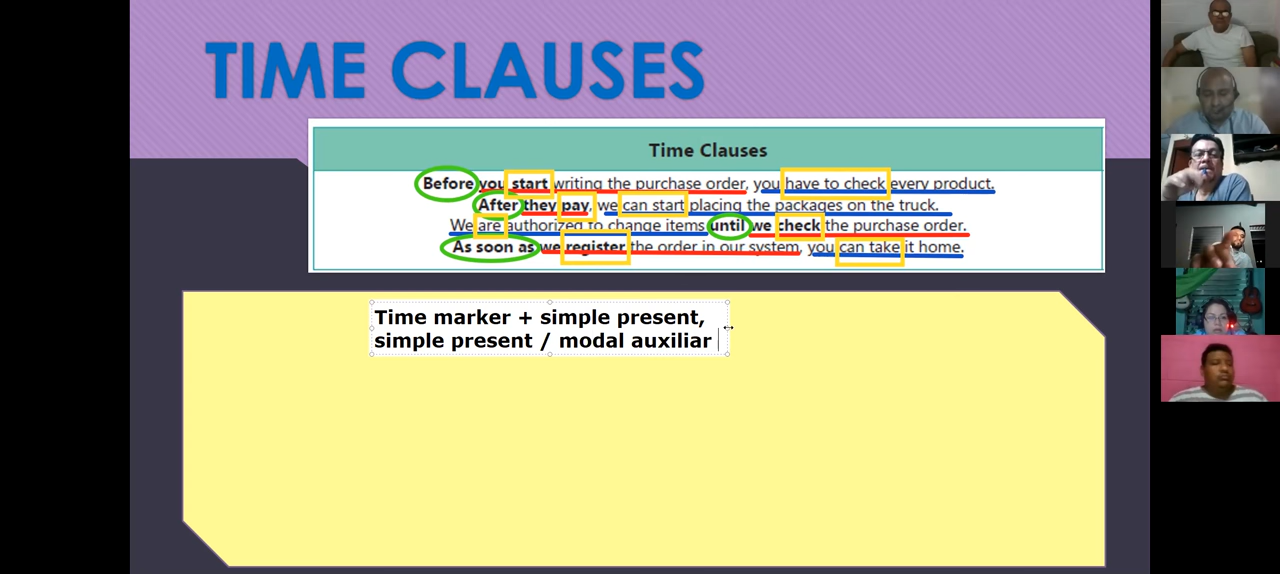 TIME CLAUSES
Time Clauses
Before you start writing the purchase order, you have to check every product.
After they pay, we can start placing the packages on the truck.
We are authorized to change items until we check the purchase order.
As soon as we register the order in our system, you can take it home.
Time marker + simple present,
simple present / modal auxiliar